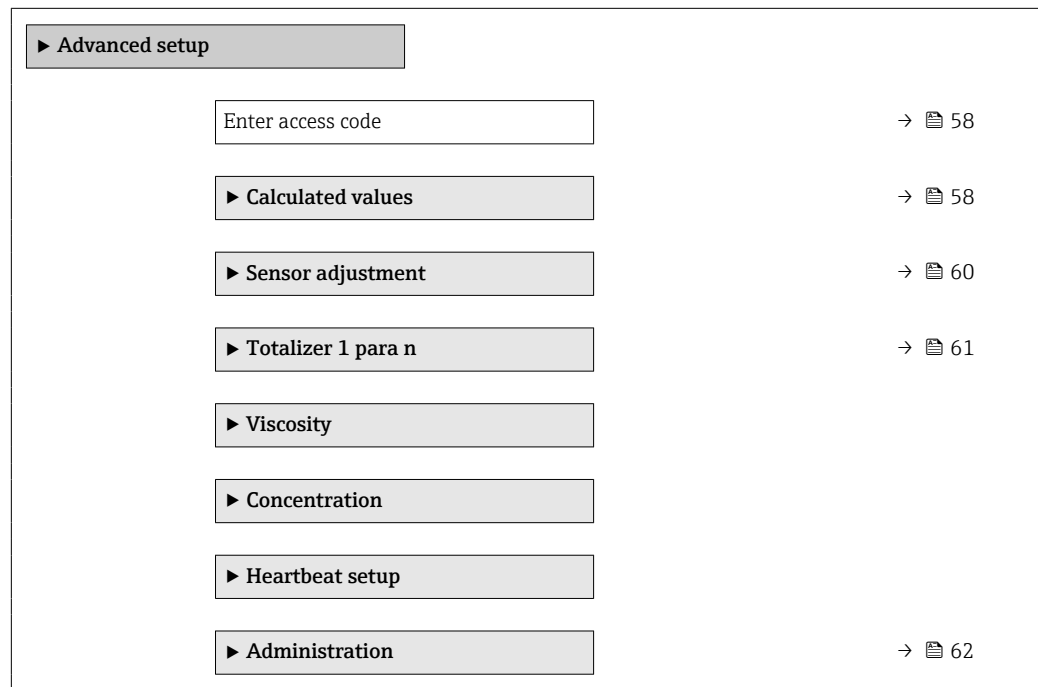 ▶ Advanced setup
Enter access code → 🖹 58
▶ Calculated values → 🖹 58
▶ Sensor adjustment → 🖹 60
▶ Totalizer 1 para n → 🖹 61
▶ Viscosity
▶ Concentration
▶ Heartbeat setup
▶ Administration → 🖹 62